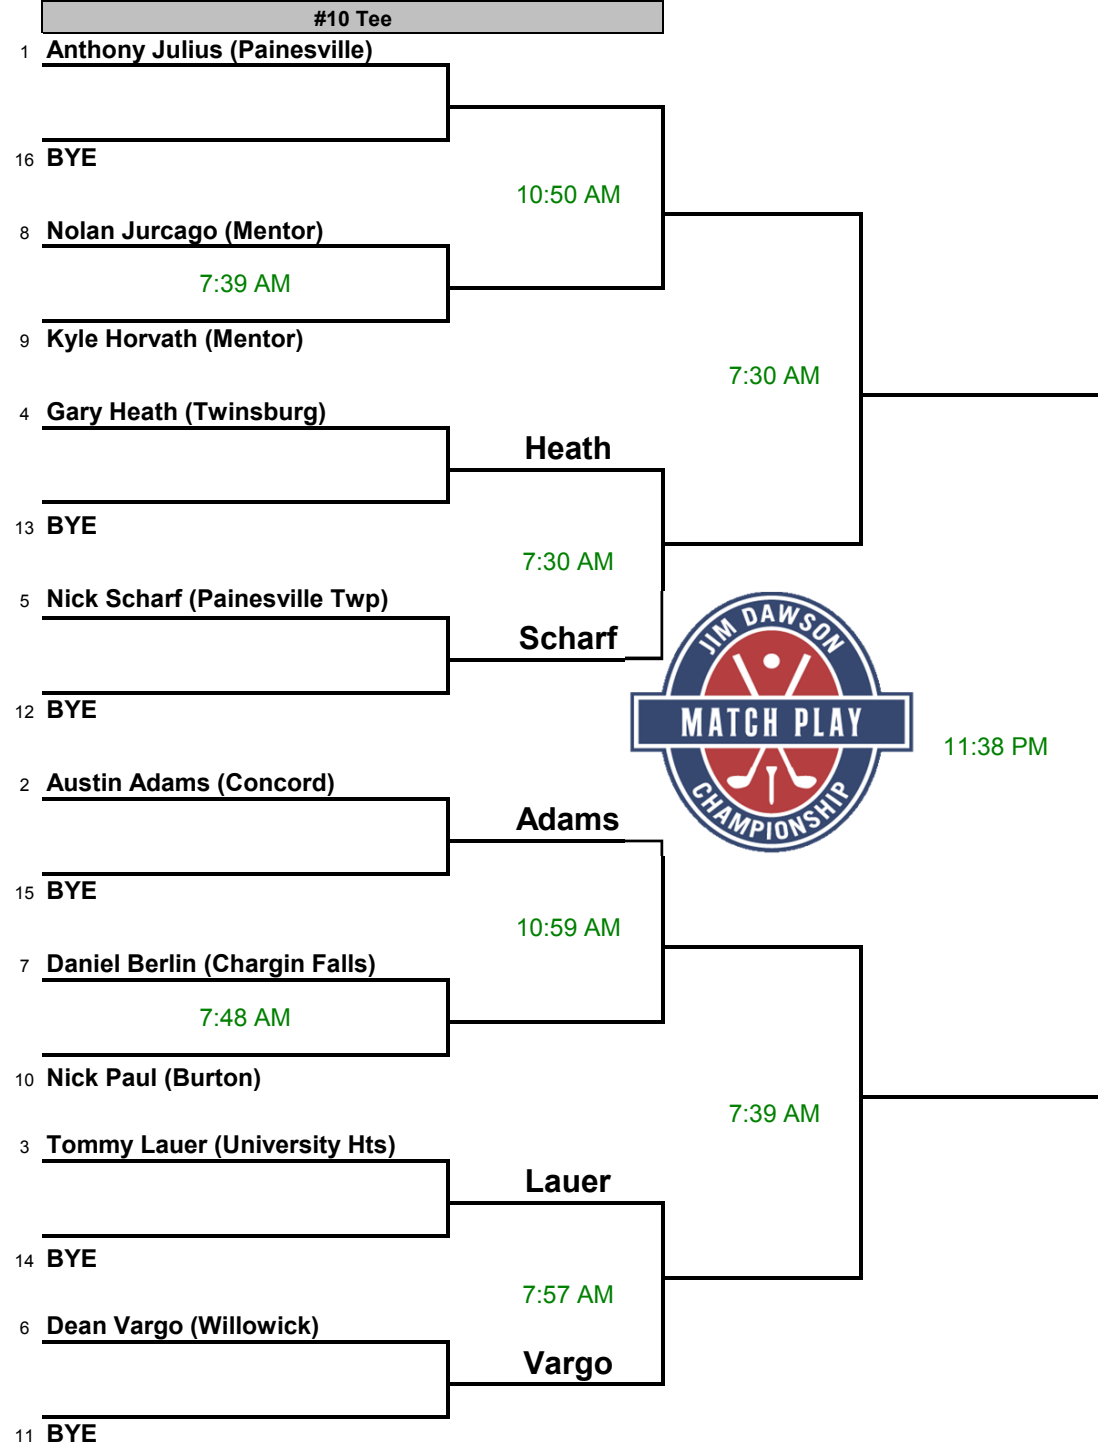 #10 Tee
1 Anthony Julius (Painesville)
16 BYE
10:50 AM
8 Nolan Jurcago (Mentor)
7:39 AM
9 Kyle Horvath (Mentor)
7:30 AM
4 Gary Heath (Twinsburg)
Heath
13 BYE
7:30 AM
5 Nick Scharf (Painesville Twp)
Scharf
12 BYE
JIM DAWSON
MATCH PLAY
CHAMPIONSHIP
11:38 PM
2 Austin Adams (Concord)
Adams
15 BYE
10:59 AM
7 Daniel Berlin (Chargin Falls)
7:48 AM
10 Nick Paul (Burton)
7:39 AM
3 Tommy Lauer (University Hts)
Lauer
14 BYE
7:57 AM
6 Dean Vargo (Willowick)
Vargo
11 BYE